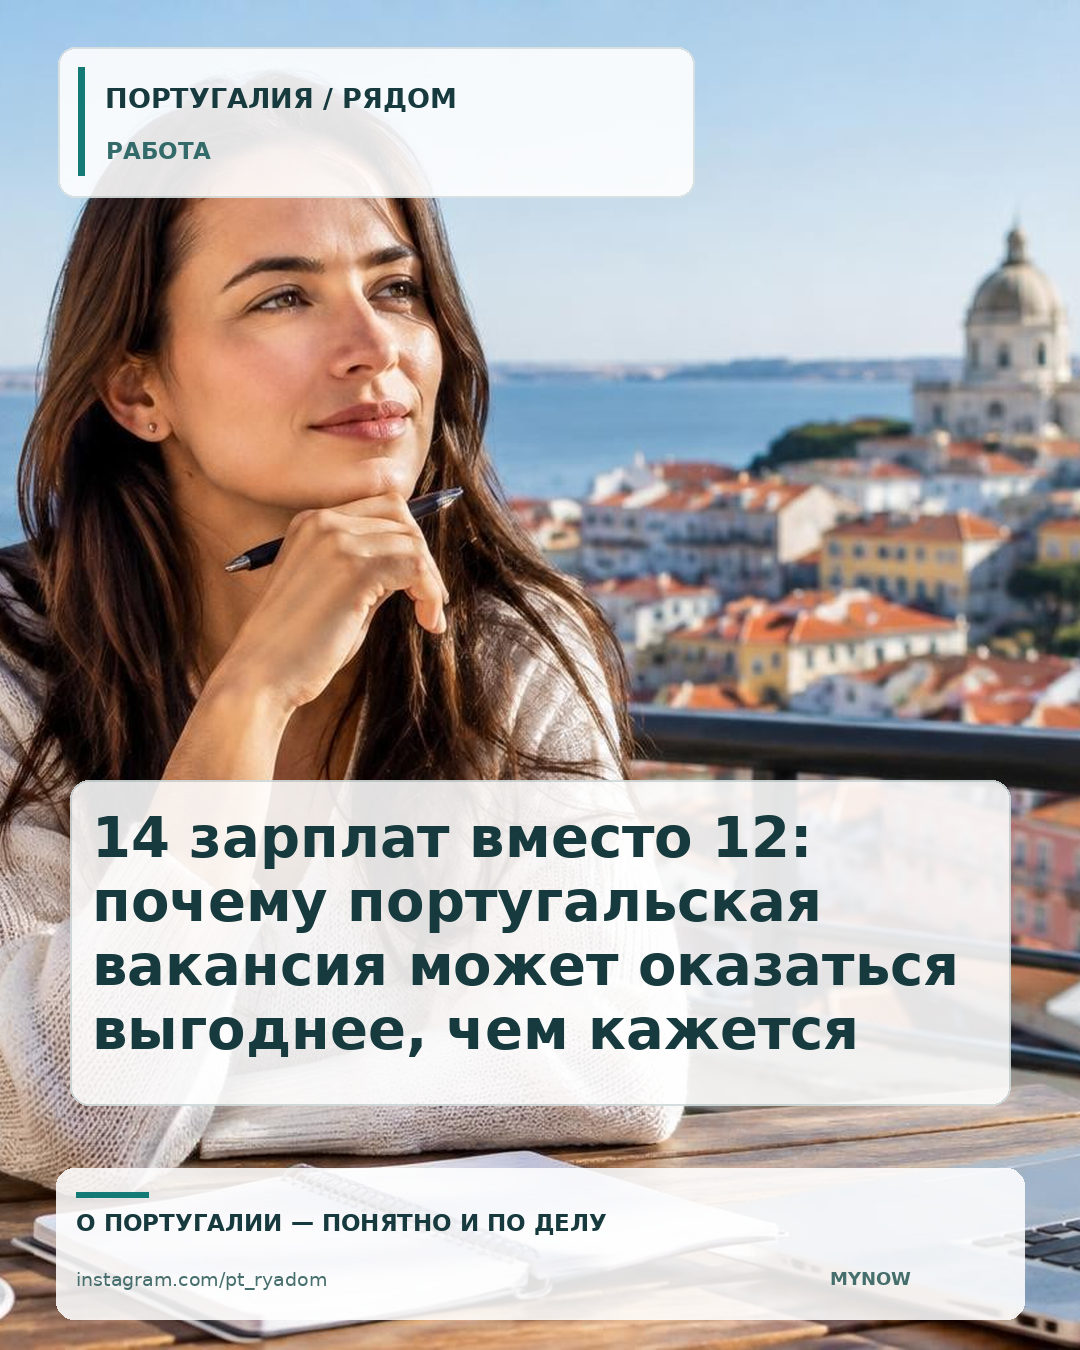 ПОРТУГАЛИЯ / РЯДОМ
РАБОТА
14 зарплат вместо 12:
почему португальская
вакансия может оказаться
выгоднее, чем кажется
О ПОРТУГАЛИИ — ПОНЯТНО И ПО ДЕЛУ
instagram.com/pt_ryadom
MYNOW